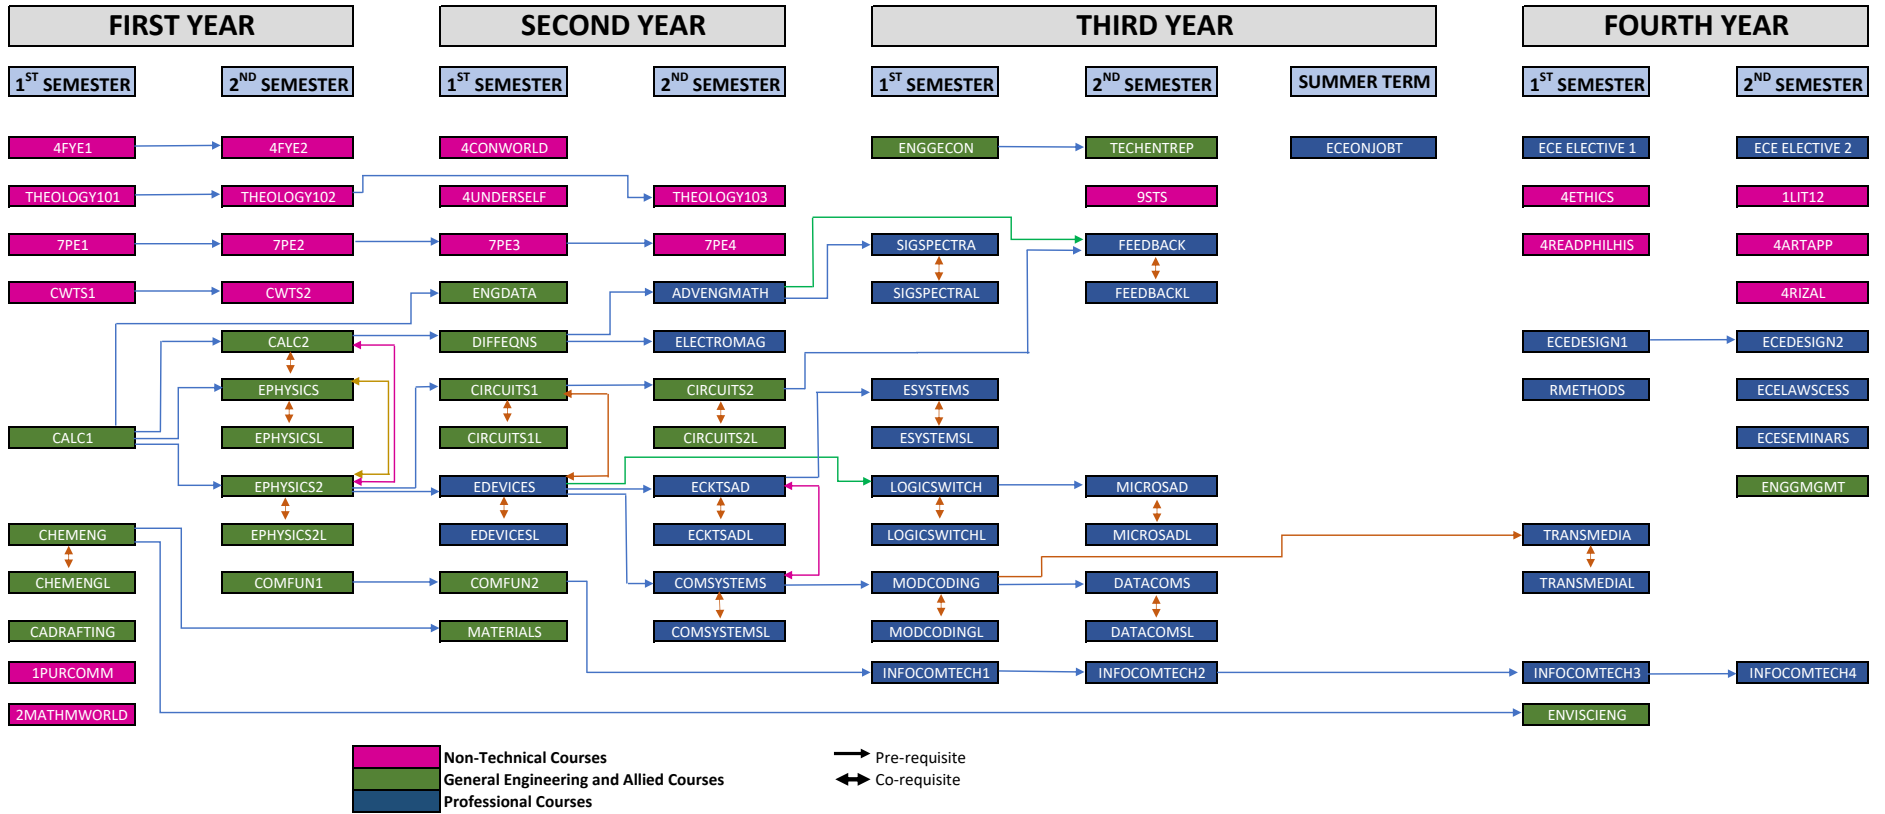 FIRST YEAR SECOND YEAR THIRD YEAR FOURTH YEAR
1ST SEMESTER 2ND SEMESTER 1ST SEMESTER 2ND SEMESTER 1ST SEMESTER 2ND SEMESTER SUMMER TERM 1ST SEMESTER 2ND SEMESTER
4FYE1 4FYE2 4CONWORLD ENGGECON TECHENTREP ECEONJOBT ECE ELECTIVE 1 ECE ELECTIVE 2
THEOLOGY101 THEOLOGY102 4UNDERSELF THEOLOGY103 9STS 4ETHICS 1LIT12
7PE1 7PE2 7PE3 7PE4 SIGSPECTRA FEEDBACK 4READPHILHIS 4ARTAPP
CWTS1 CWTS2 ENGDATA ADVENGMATH SIGSPECTRAL FEEDBACKL 4RIZAL
CALC2 DIFFEQNS ELECTROMAG ECEDESIGN1 ECEDESIGN2
EPHYSICS CIRCUITS1 CIRCUITS2 ESYSTEMS RMETHODS ECELAWSCESS
CALC1 EPHYSICSL CIRCUITS1L CIRCUITS2L ESYSTEMSL ECESEMINARS
EPHYSICS2 EDEVICES ECKTSAD LOGICSWITCH MICROSAD ENGGMGMT
CHEMENG EPHYSICS2L EDEVICESL ECKTSADL LOGICSWITCHL MICROSADL TRANSMEDIA
CHEMENGL COMFUN1 COMFUN2 COMSYSTEMS MODCODING DATACOMS TRANSMEDIAL
CADRAFTING MATERIALS COMSYSTEMSL MODCODINGL DATACOMSL
1PURCOMM INFOCOMTECH1 INFOCOMTECH2 INFOCOMTECH3 INFOCOMTECH4
2MATHMWORLD ENVISCIENG
Non-Technical Courses Pre-requisite
General Engineering and Allied Courses Co-requisite
Professional Courses